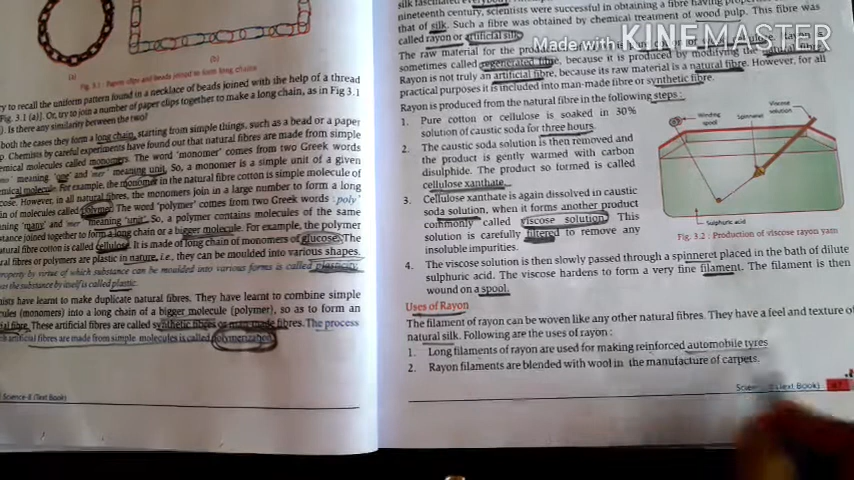 (a)
(b)
Fig. 3.1 : Paper clips and beads joined to form long chains
ry to recall the uniform pattern found in a necklace of beads joined with the help of a thread
Fig. 3.1 (a)]. Or, try to join a number of paper clips together to make a long chain, as in Fig 3.1
). Is there any similarity between the two?
both the cases they form a long chain, starting from simple things, such as a bead or a paper
p. Chemists by careful experiments have found out that natural fibres are made from simple
emical molecules called monomers. The word 'monomer' comes from two Greek words
'mono' meaning 'one' and 'mer' meaning unit'. So, a monomer is a simple unit of a given
emical molecule. For example, the monomer in the natural fibre cotton is simple molecule of
cose. However, in all natural fibres, the monomers join in a large number to form a long
in of molecules called polymer. The word 'polymer' comes from two Greek words : 'poly'
ning 'many' and 'mer' meaning 'unit'. So, a polymer contains molecules of the same
stance joined together to form a long chain or a bigger molecule. For example, the polymer
atural fibre cotton is called cellulose. It is made of long chain of monomers of glucose. The
ral fibres or polymers are plastic in nature, i.e., they can be moulded into various shapes.
property by virtue of which substance can be moulded into various forms is called plasticity,
as the substance by itself is called plastic.
ists have learnt to make duplicate natural fibres. They have learnt to combine simple
ules (monomers) into a long chain of a bigger molecule (polymer), so as to form an
ial fibre. These artificial fibres are called synthetic fibres or man made fibres. The process
h artificial fibres are made from simple molecules is called
Science-8 (Text Book)
silk fascinated everybody
nineteenth century, scientists were successful in obtaining a fibre having
that of silk. Such a fibre was obtained by chemical treatment of wood pulp. This fibre was
called rayon or artificial silk
Made with KINEMASTER
The raw material for the
sometimes called regenerated fibre, because it is produced by modifying the natural fibre.
Rayon is not truly an artificial fibre, because its raw material is a natural fibre. However, for all
practical purposes it is included into man-made fibre or synthetic fibre.
Rayon is produced from the natural fibre in the following steps :
1. Pure cotton or cellulose is soaked in 30%
solution of caustic soda for three hours.
2. The caustic soda solution is then removed and
the product is gently warmed with carbon
disulphide. The product so formed is called
cellulose xanthate.
3. Cellulose xanthate is again dissolved in caustic
soda solution, when it forms another product
commonly called viscose solution. This
solution is carefully filtered to remove any
insoluble impurities.
Winding
spool
Spinneret
Viscose
solution
Sulphuric acid
Fig. 3.2 : Production of viscose rayon yarn
4. The viscose solution is then slowly passed through a spinneret placed in the bath of dilute
sulphuric acid. The viscose hardens to form a very fine filament. The filament is then
wound on a spool.
Uses of Rayon
The filament of rayon can be woven like any other natural fibres. They have a feel and texture of
natural silk. Following are the uses of rayon :
1. Long filaments of rayon are used for making reinforced automobile tyres
2. Rayon filaments are blended with wool in the manufacture of carpets.
(Text Book)